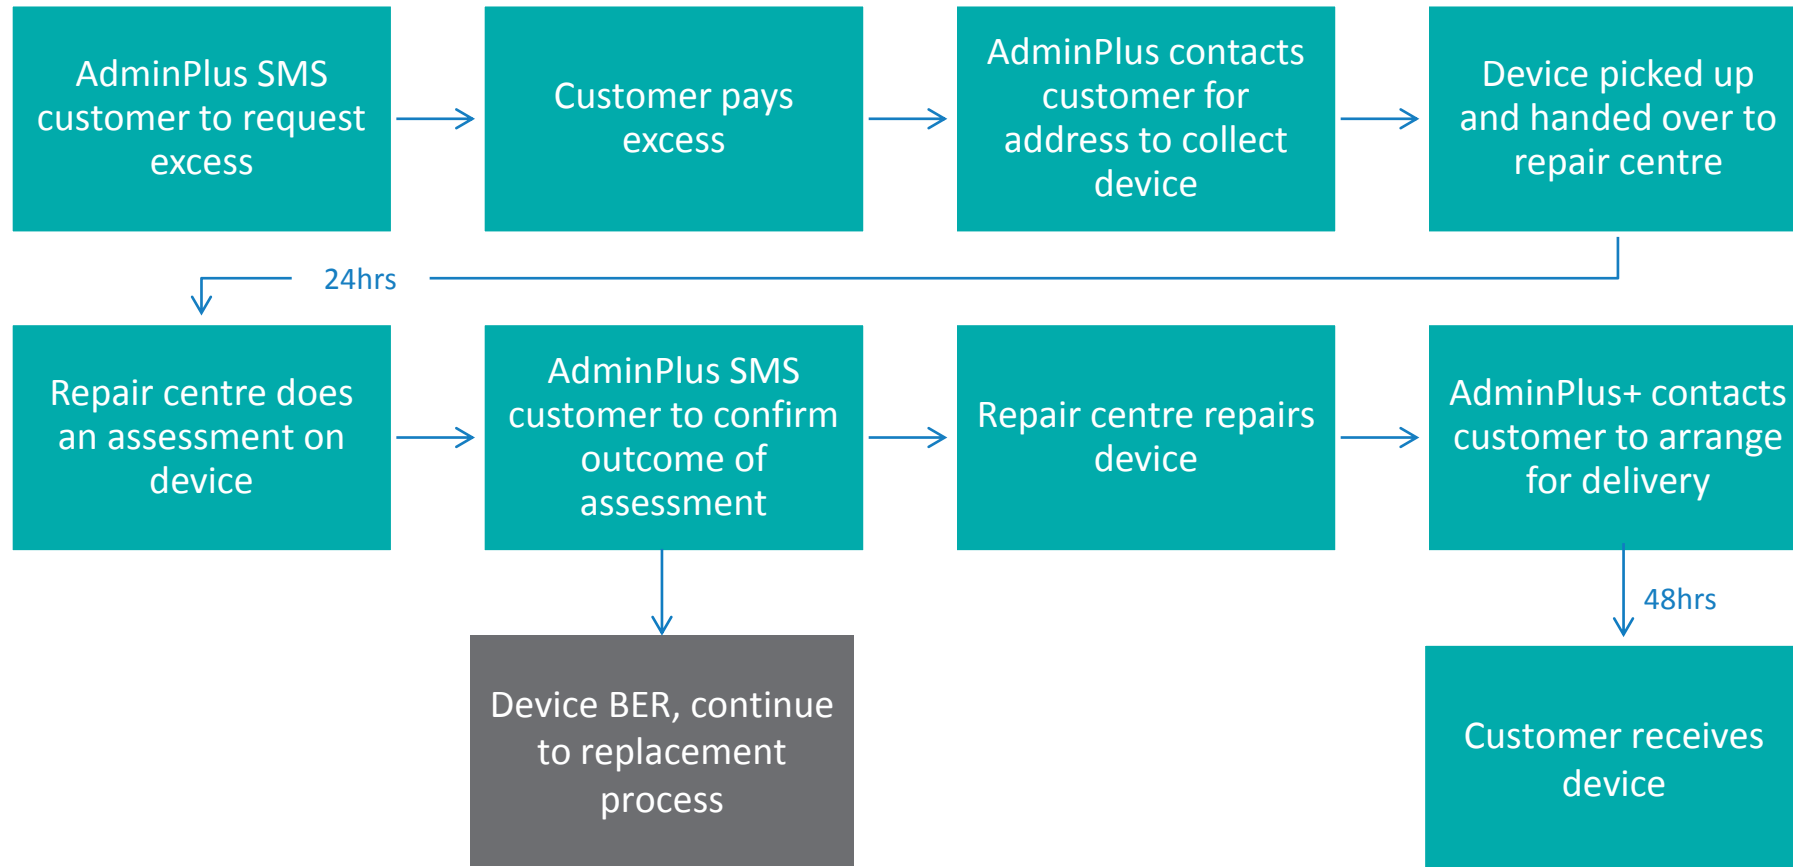 AdminPlus SMS
customer to request
excess
Customer pays
excess
AdminPlus contacts
customer for
address to collect
device
Device picked up
and handed over to
repair centre
24hrs
Repair centre does
an assessment on
device
AdminPlus SMS
customer to confirm
outcome of
assessment
Repair centre repairs
device
AdminPlus+ contacts
customer to arrange
for delivery
48hrs
Device BER, continue
to replacement
process
Customer receives
device